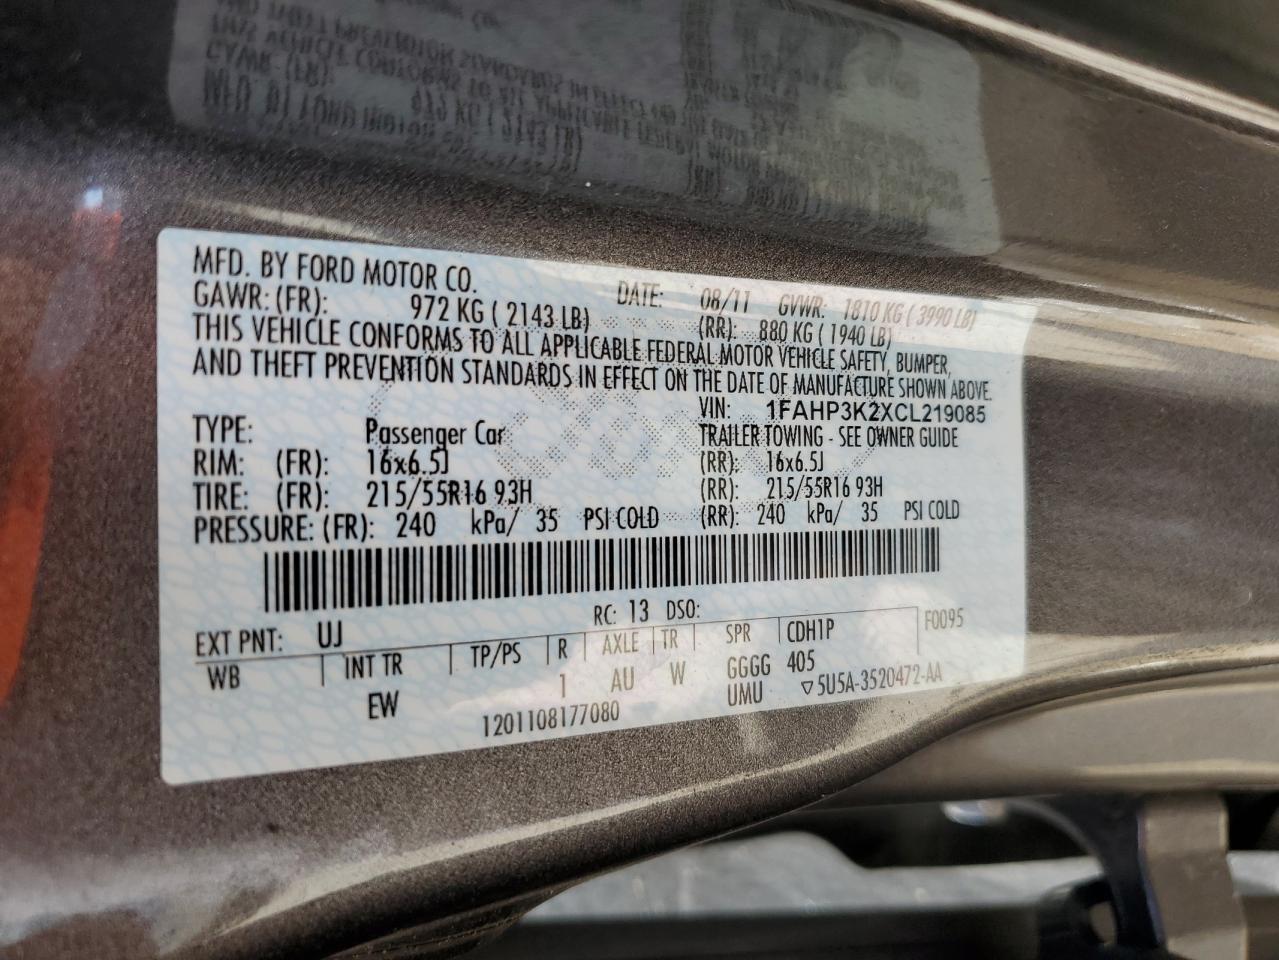 MFD. BY FORD MOTOR CO.
DATE: 08/11 GVWR: 1810 KG ( 3990 LB)
GAWR: (FR): 972 KG ( 2143 LB) (RR): 880 KG ( 1940 LB)
THIS VEHICLE CONFORMS TO ALL APPLICABLE FEDERAL MOTOR VEHICLE SAFETY, BUMPER,
AND THEFT PREVENTION STANDARDS IN EFFECT ON THE DATE OF MANUFACTURE SHOWN ABOVE.
VIN: 1FAHP3K2XCL219085
TYPE: Passenger Car TRAILER TOWING - SEE OWNER GUIDE
RIM: (FR): 16x6.5J (RR): 16x6.5J
TIRE: (FR): 215/55R16 93H (RR): 215/55R16 93H
PRESSURE: (FR): 240 kPa/ 35 PSI COLD (RR): 240 kPa/ 35 PSI COLD
RC: 13 DSO:
EXT PNT: UJ F0095
WB INT TR TP/PS R AXLE TR SPR CDH1P
EW 1 AU W GGGG 405
UMU ▽5U5A-3520472-AA
1201108177080